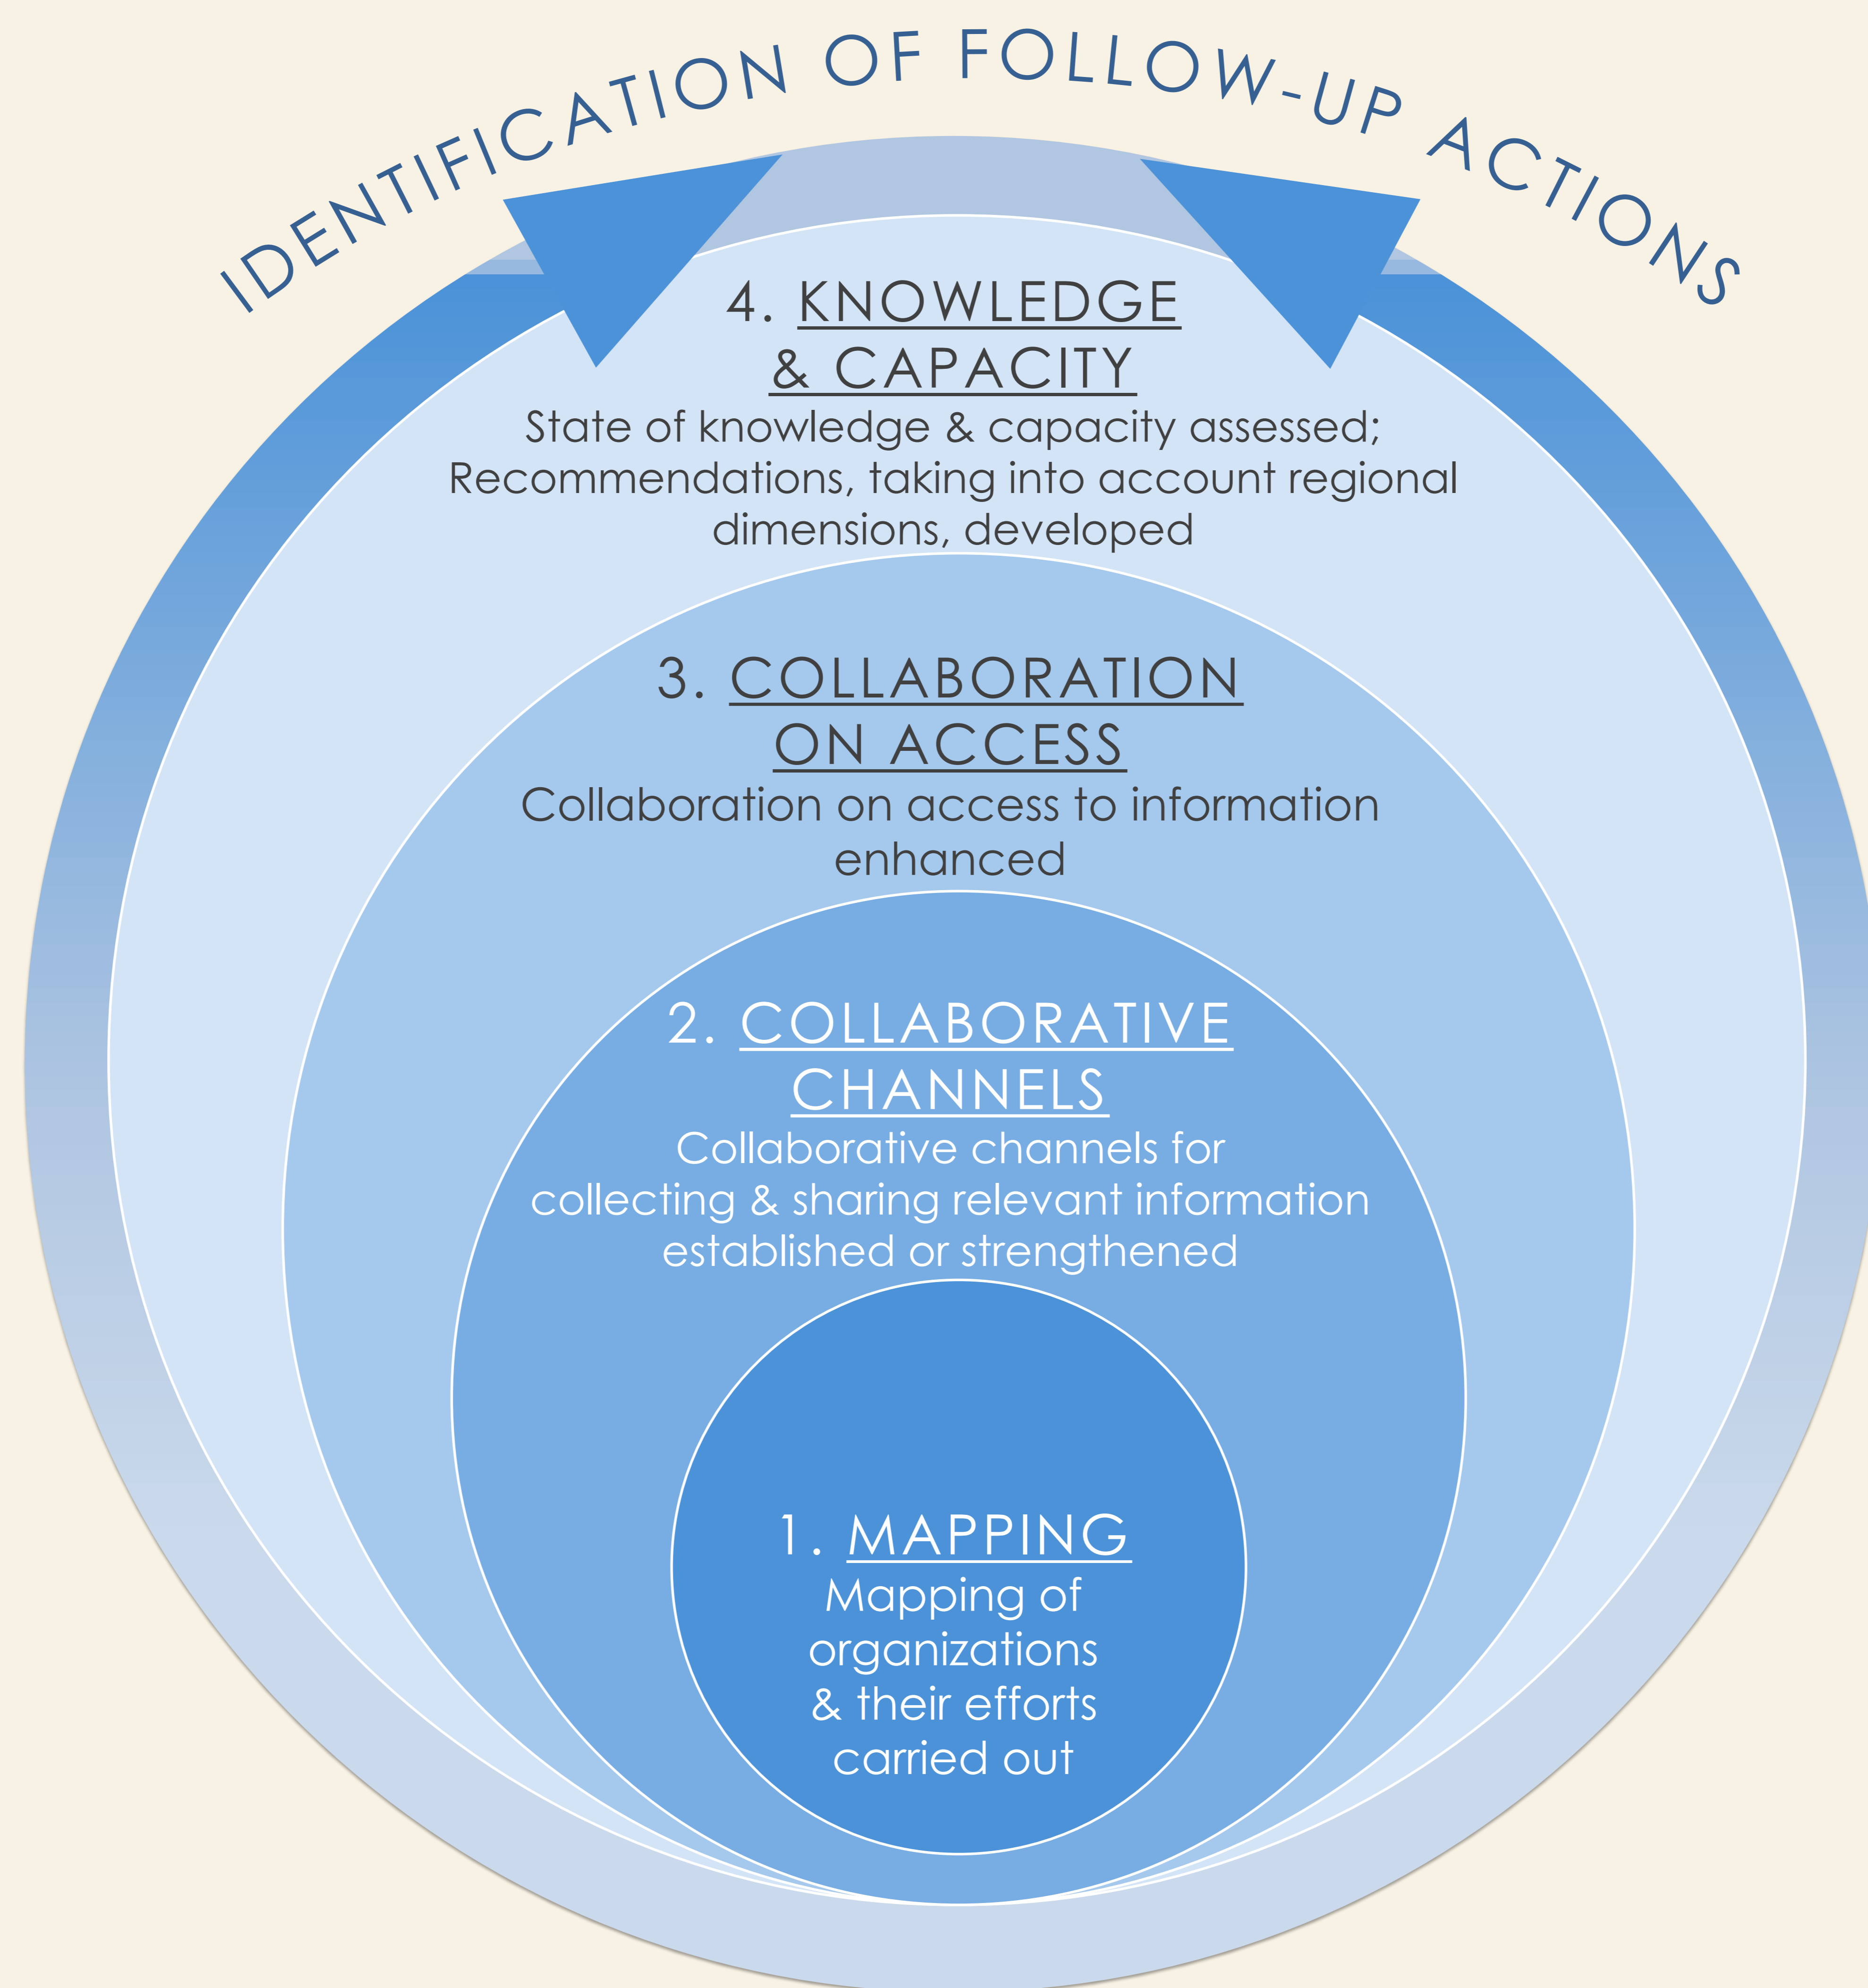 IDENTIFICATION OF FOLLOW-UP ACTIONS
4. KNOWLEDGE
& CAPACITY
State of knowledge & capacity assessed;
Recommendations, taking into account regional
dimensions, developed
3. COLLABORATION
ON ACCESS
Collaboration on access to information
enhanced
2. COLLABORATIVE
CHANNELS
Collaborative channels for
collecting & sharing relevant information
established or strengthened
1. MAPPING
Mapping of
organizations
& their efforts
carried out